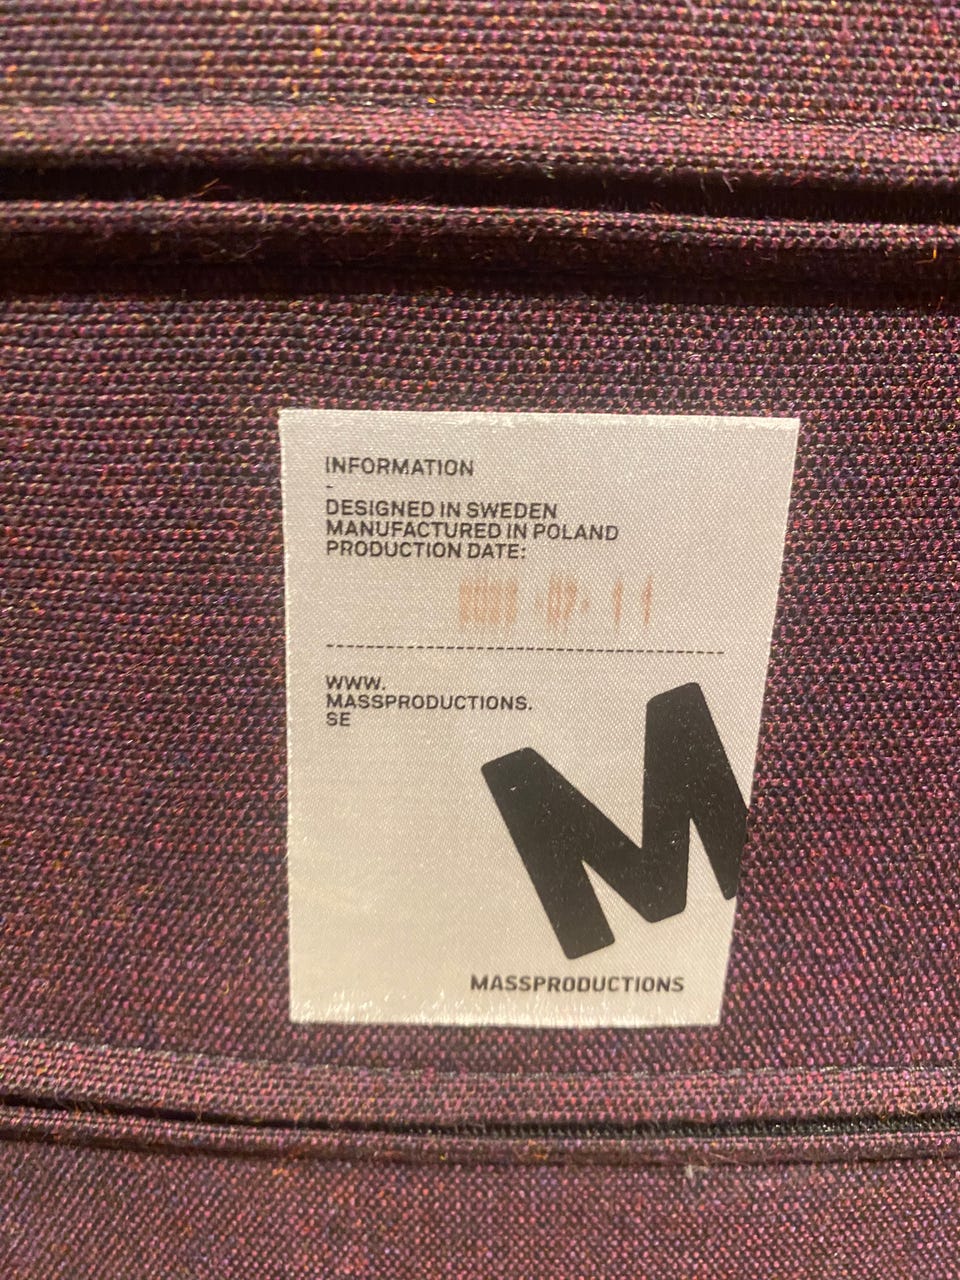 INFORMATION
-
DESIGNED IN SWEDEN
MANUFACTURED IN POLAND
PRODUCTION DATE:
WWW.
MASSPRODUCTIONS.
SE
M
MASSPRODUCTIONS